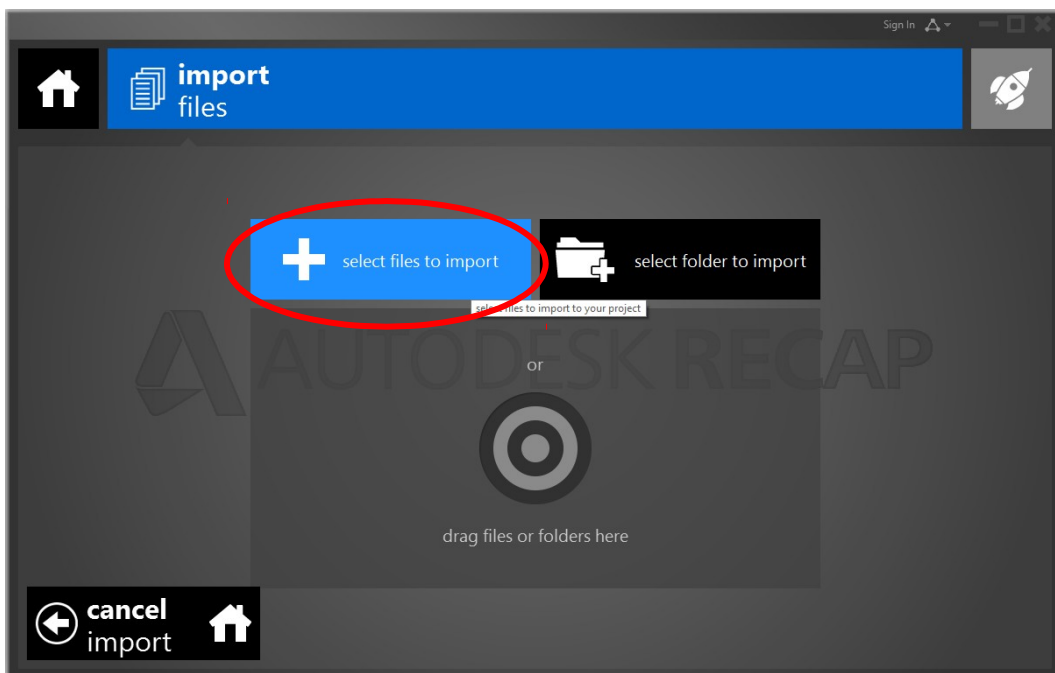 Sign In
import
files
select files to import
select folder to import
select files to import to your project
AUTODESK RECAP
or
drag files or folders here
cancel
import